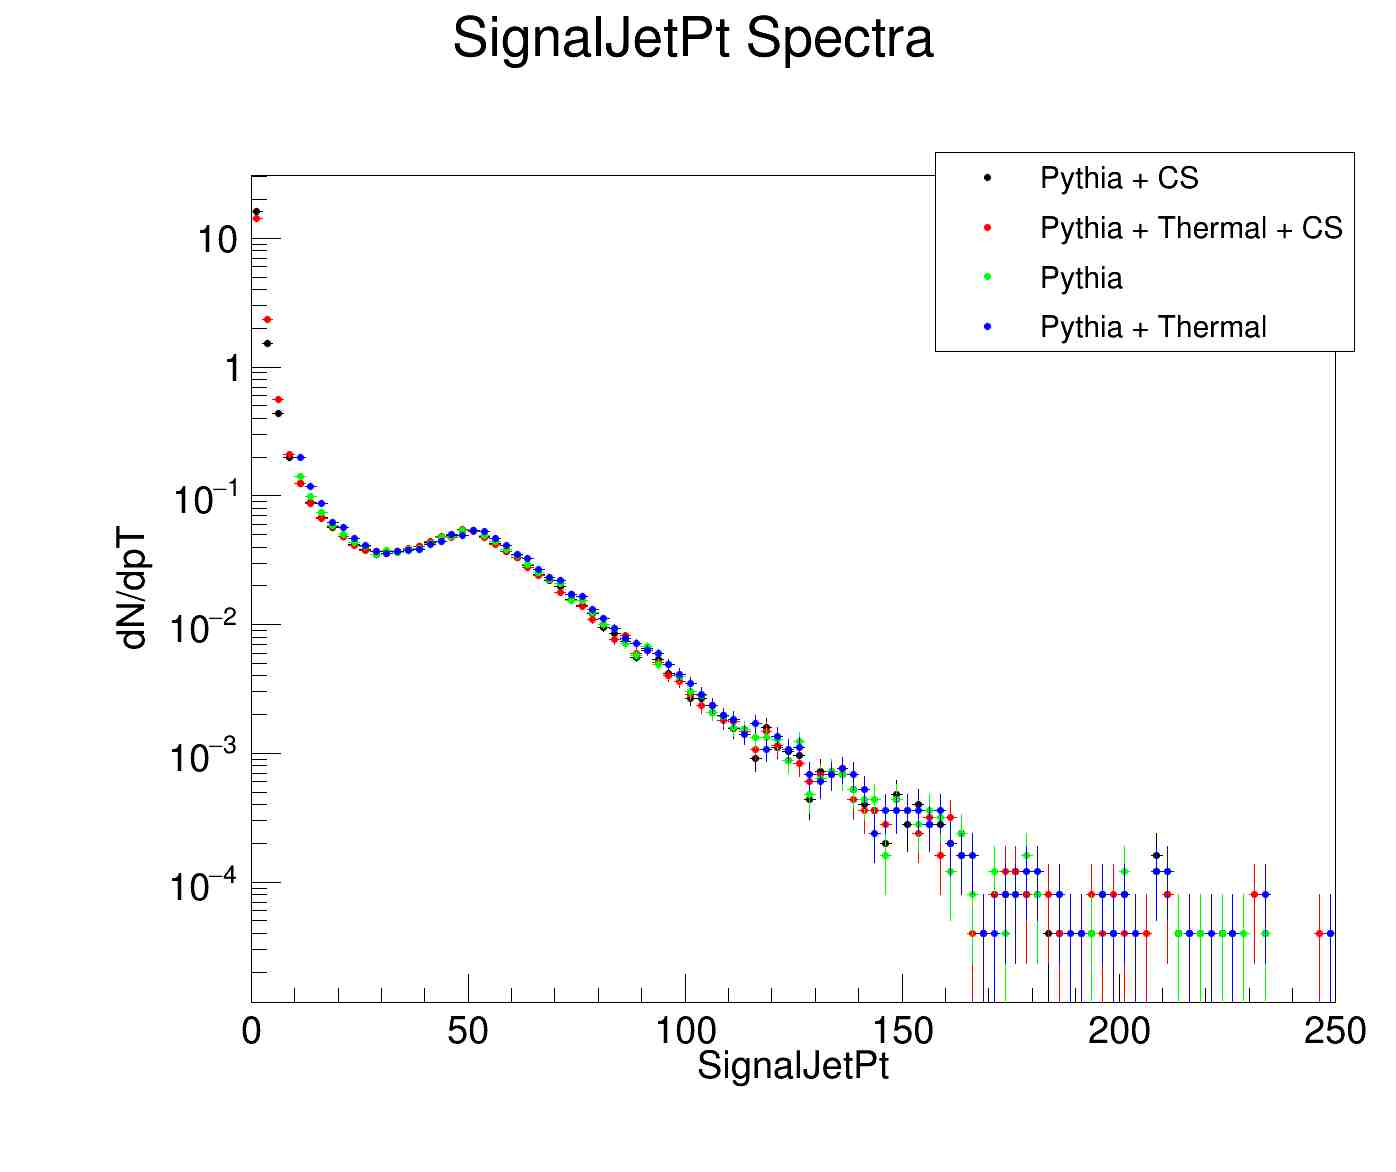 SignalJetPt Spectra
Pythia + CS
Pythia + Thermal + CS
Pythia
Pythia + Thermal
10
1
10−1
10−2
10−3
10−4
dN/dpT
0 50 100 150 200 250
SignalJetPt